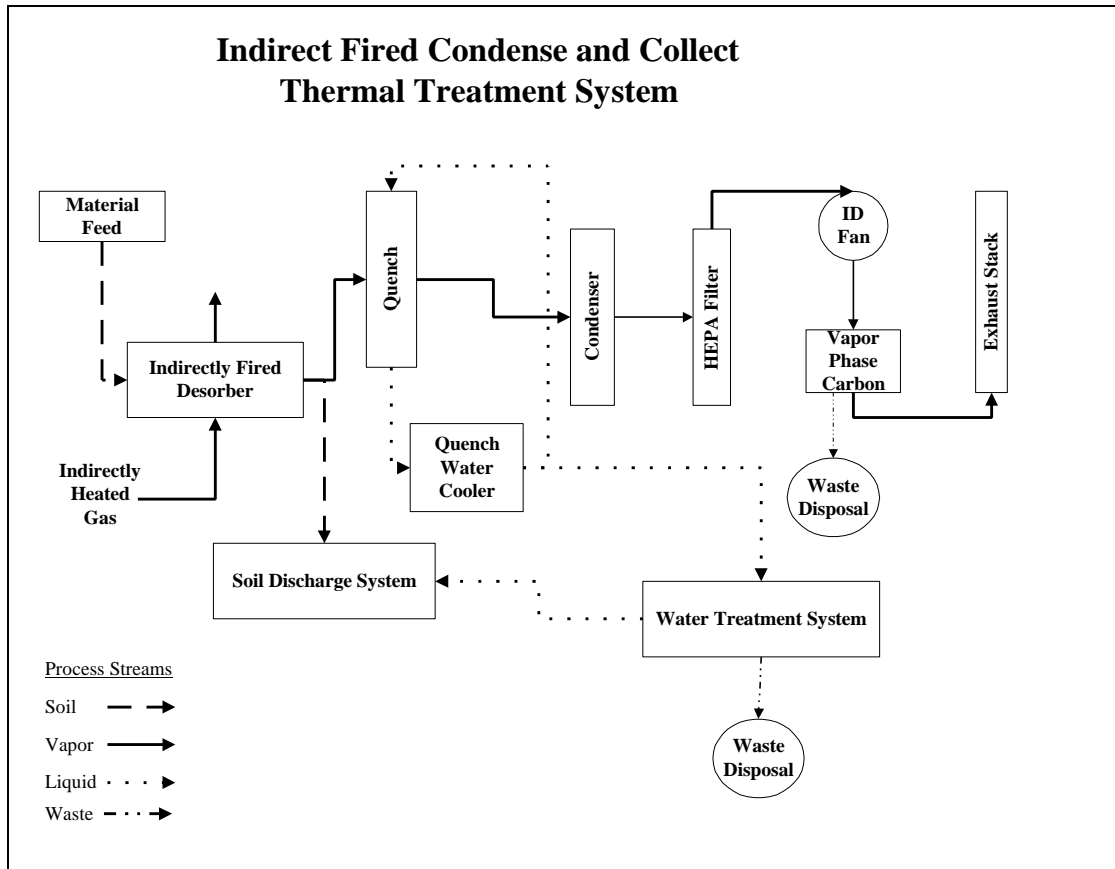 Indirect Fired Condense and Collect
Thermal Treatment System
Material
Feed
Quench
Condenser
HEPA Filter
ID
Fan
Exhaust Stack
Vapor
Phase
Carbon
Indirectly Fired
Desorber
Quench
Water
Cooler
Indirectly
Heated
Gas
Waste
Disposal
Soil Discharge System
Water Treatment System
Process Streams
Soil
Vapor
Liquid
Waste
Waste
Disposal